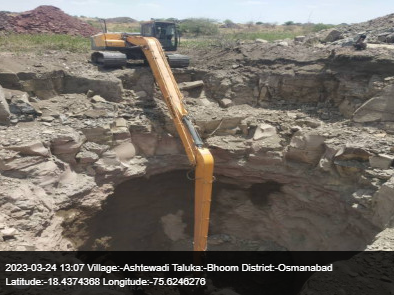 2023-03-24 13:07 Village:-Ashtewadi Taluka:-Bhoom District:-Osmanabad
Latitude:-18.4374368 Longitude:-75.6246276